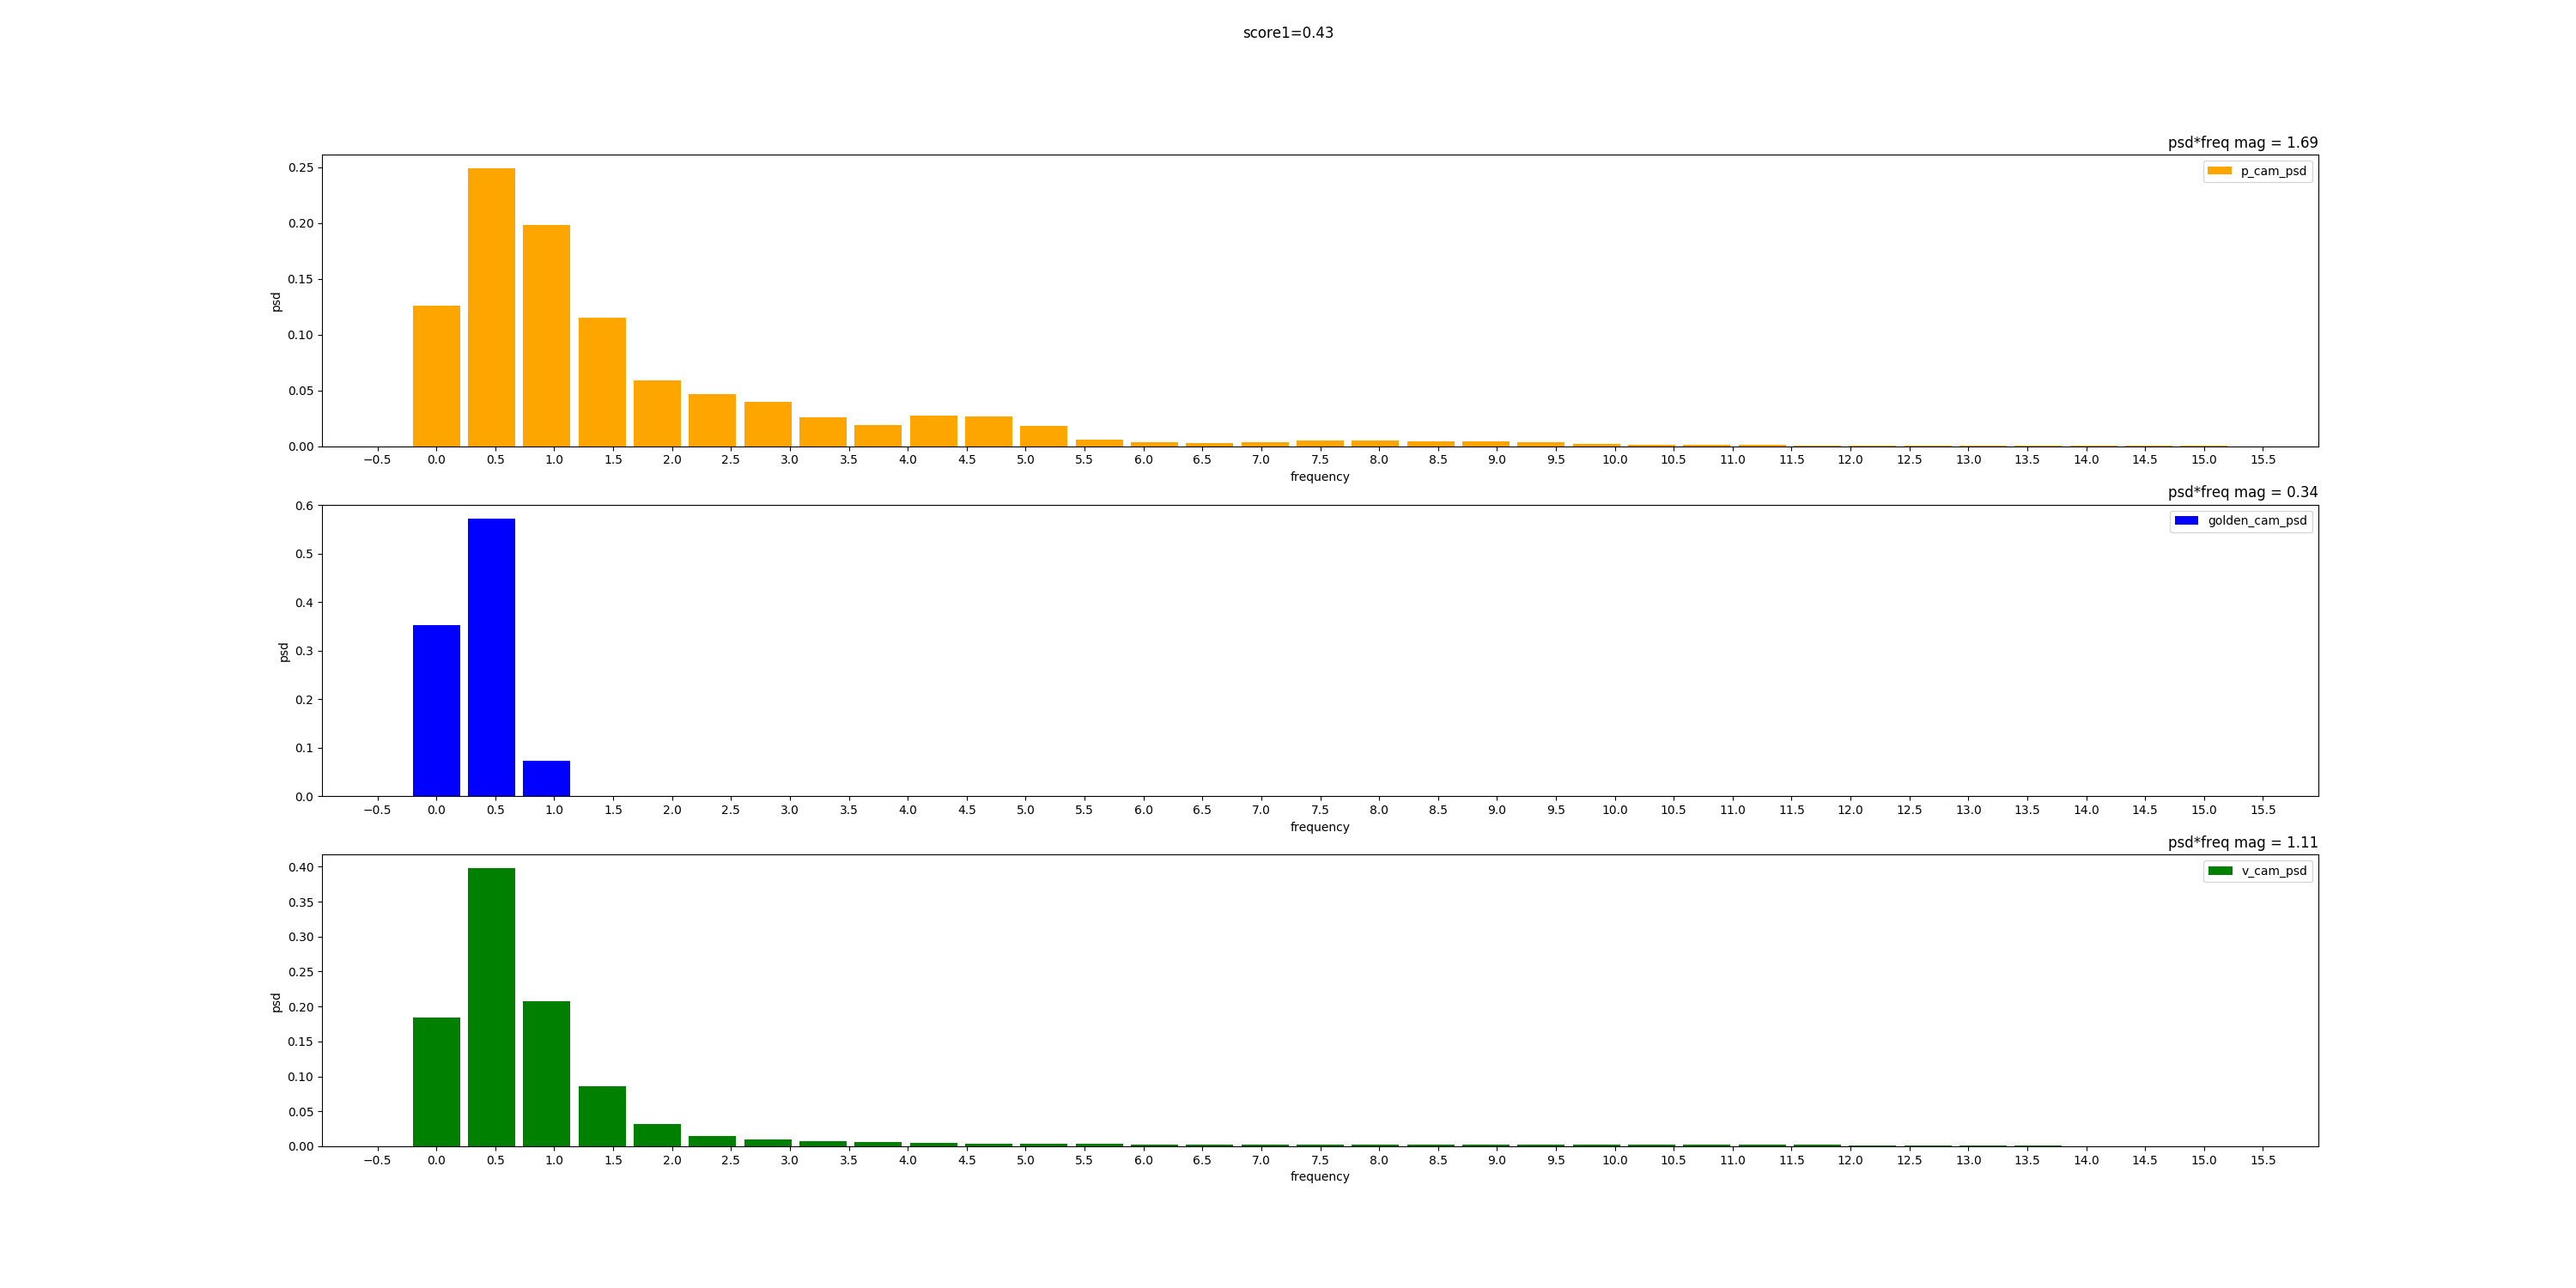 score1=0.43
psd*freq mag = 1.69
p_cam_psd
0.25
0.20
0.15
0.10
0.05
0.00
psd
−0.5 0.0 0.5 1.0 1.5 2.0 2.5 3.0 3.5 4.0 4.5 5.0 5.5 6.0 6.5 7.0 7.5 8.0 8.5 9.0 9.5 10.0 10.5 11.0 11.5 12.0 12.5 13.0 13.5 14.0 14.5 15.0 15.5
frequency
psd*freq mag = 0.34
golden_cam_psd
0.6
0.5
0.4
0.3
0.2
0.1
0.0
psd
−0.5 0.0 0.5 1.0 1.5 2.0 2.5 3.0 3.5 4.0 4.5 5.0 5.5 6.0 6.5 7.0 7.5 8.0 8.5 9.0 9.5 10.0 10.5 11.0 11.5 12.0 12.5 13.0 13.5 14.0 14.5 15.0 15.5
frequency
psd*freq mag = 1.11
v_cam_psd
0.40
0.35
0.30
0.25
0.20
0.15
0.10
0.05
0.00
psd
−0.5 0.0 0.5 1.0 1.5 2.0 2.5 3.0 3.5 4.0 4.5 5.0 5.5 6.0 6.5 7.0 7.5 8.0 8.5 9.0 9.5 10.0 10.5 11.0 11.5 12.0 12.5 13.0 13.5 14.0 14.5 15.0 15.5
frequency